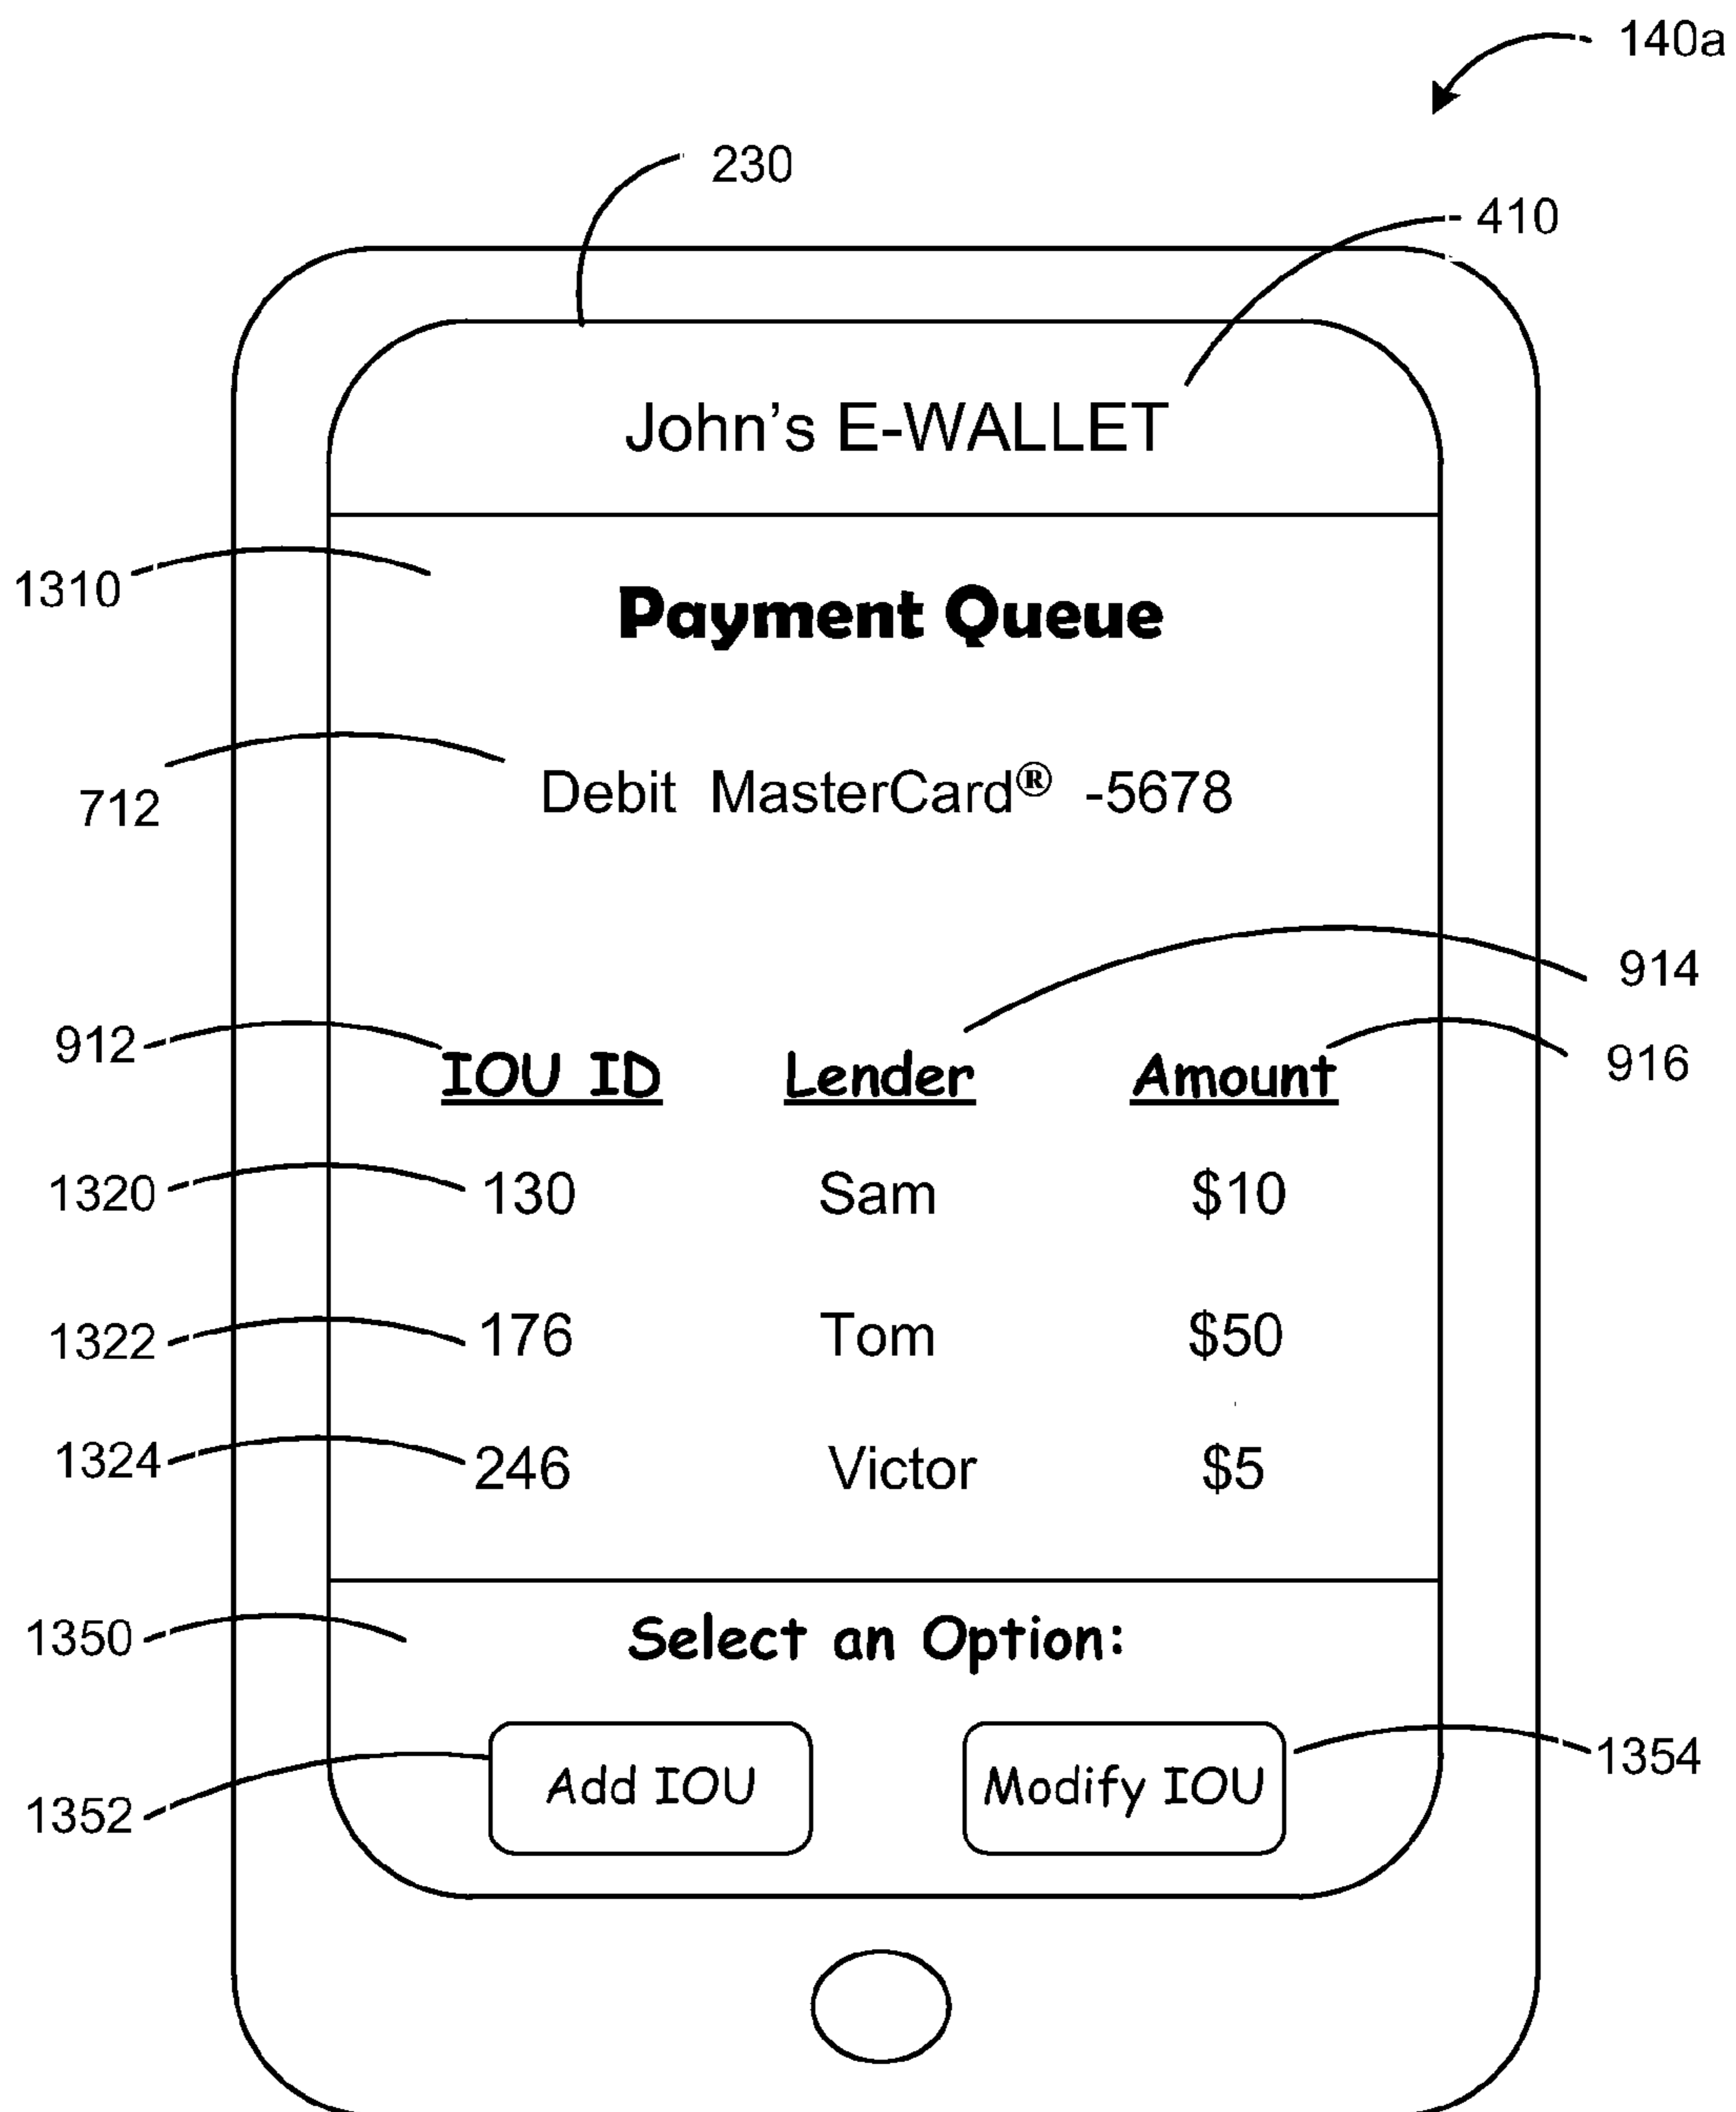 140a
230
410
John's E-WALLET
1310
Payment Queue
712
Debit MasterCard® -5678
914
912
IOU ID Lender Amount
916
1320 130 Sam $10
1322 176 Tom $50
1324 246 Victor $5
1350 Select an Option:
Add IOU Modify IOU 1354
1352